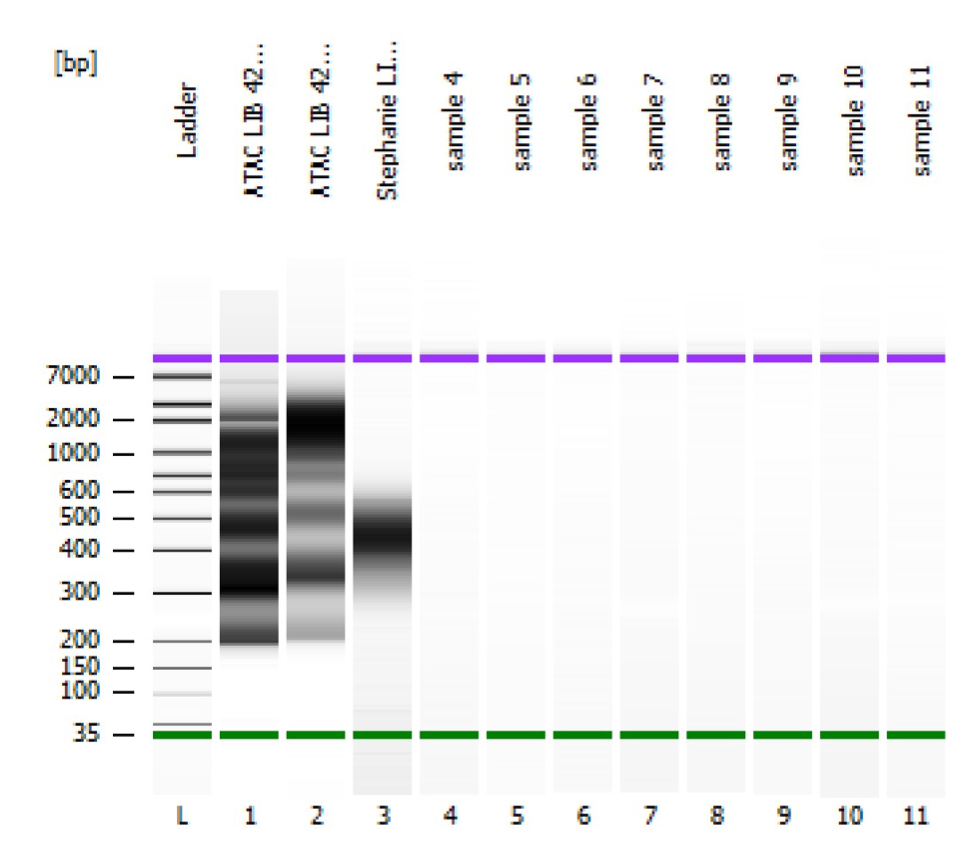 [bp]
Ladder
ATAC LIB 42...
ATAC LIB 42...
Stephanie LI...
sample 4
sample 5
sample 6
sample 7
sample 8
sample 9
sample 10
sample 11
7000
2000
1000
600
500
400
300
200
150
100
35
L 1 2 3 4 5 6 7 8 9 10 11